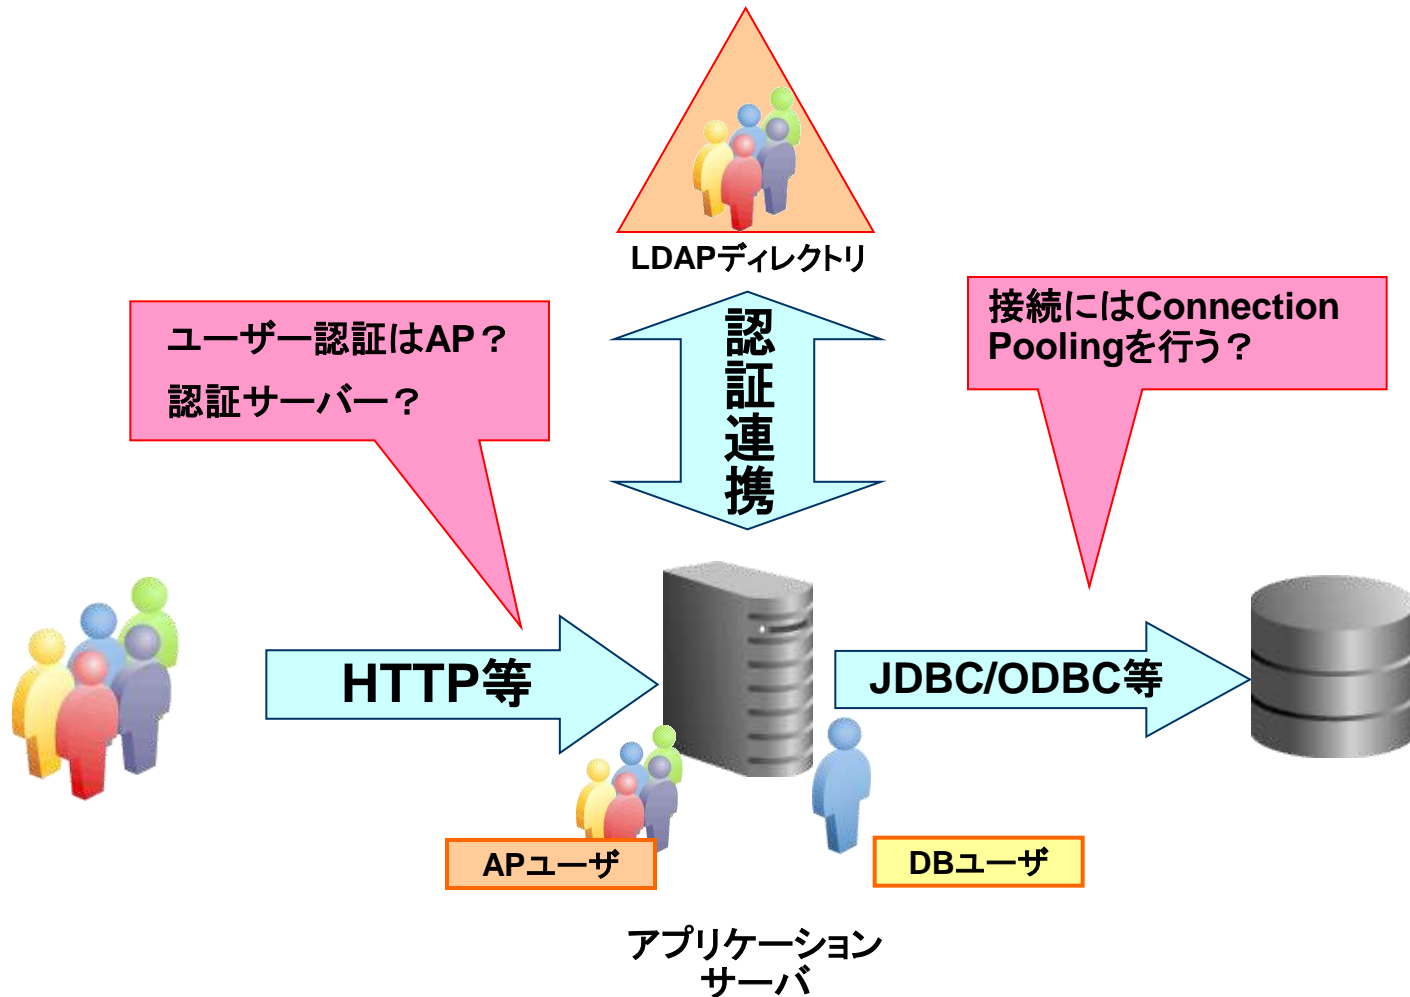 LDAPディレクトリ
ユーザー認証はAP？
認証サーバー？
認証連携
接続にはConnection
Poolingを行う？
HTTP等
JDBC/ODBC等
APユーザ
DBユーザ
アプリケーション
サーバ